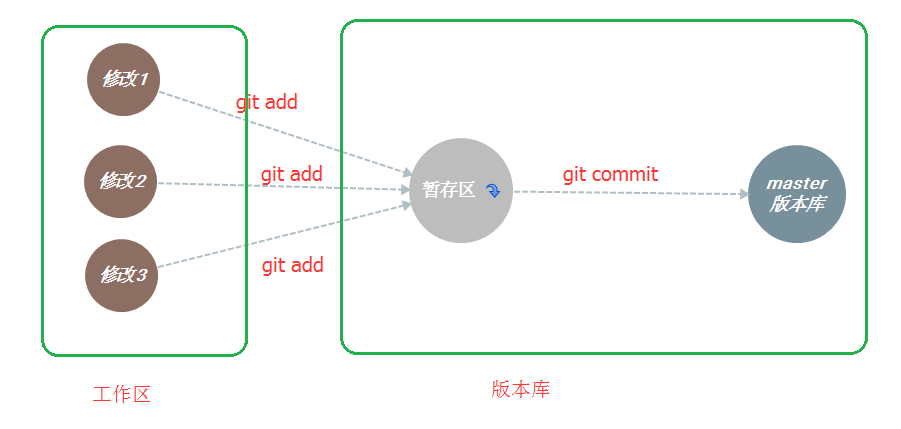 修改1
git add
修改2
git add
修改3
git add
暂存区
git commit
master
版本库
工作区
版本库